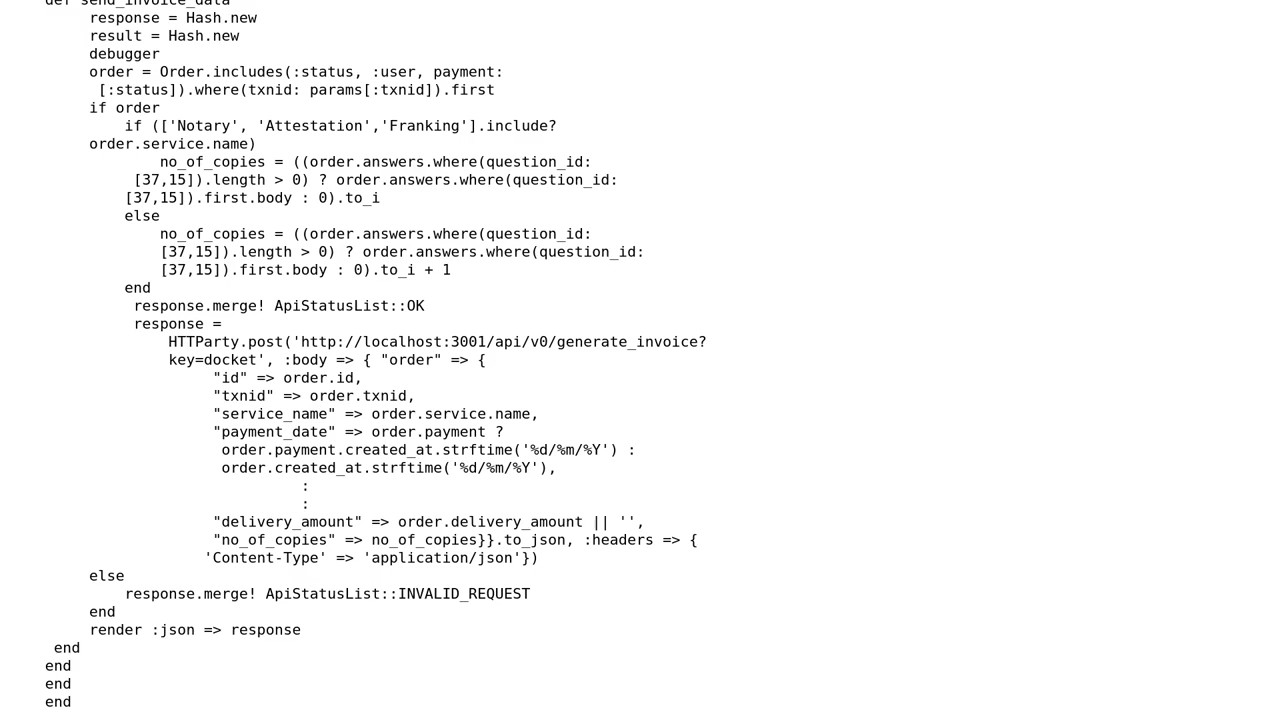 def send_invoice_data
response = Hash.new
result = Hash.new
debugger
order = Order.includes(:status, :user, payment:
[:status]).where(txnid: params[:txnid]).first
if order
if (['Notary', 'Attestation','Franking'].include?
order.service.name)
no_of_copies = ((order.answers.where(question_id:
[37,15]).length > 0) ? order.answers.where(question_id:
[37,15]).first.body : 0).to_i
else
no_of_copies = ((order.answers.where(question_id:
[37,15]).length > 0) ? order.answers.where(question_id:
[37,15]).first.body : 0).to_i + 1
end
response.merge! ApiStatusList::OK
response =
HTTParty.post('http://localhost:3001/api/v0/generate_invoice?
key=docket', :body => { "order" => {
"id" => order.id,
"txnid" => order.txnid,
"service_name" => order.service.name,
"payment_date" => order.payment ?
order.payment.created_at.strftime('%d/%m/%Y') :
order.created_at.strftime('%d/%m/%Y'),
:
:
"delivery_amount" => order.delivery_amount || '',
"no_of_copies" => no_of_copies}}.to_json, :headers => {
'Content-Type' => 'application/json'})
else
response.merge! ApiStatusList::INVALID_REQUEST
end
render :json => response
end
end
end
end